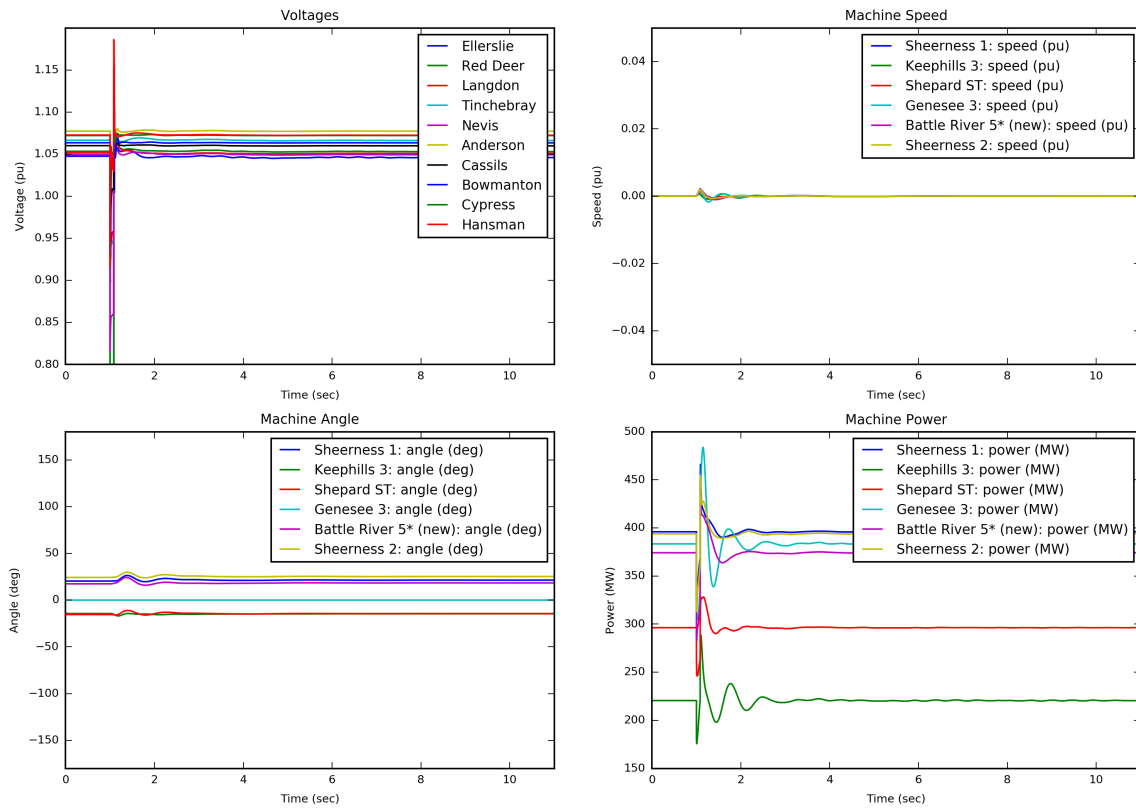 Voltages
1.15
1.10
1.05
1.00
0.95
0.90
0.85
0.80
Voltage (pu)
0 2 4 6 8 10
Time (sec)
Ellerslie
Red Deer
Langdon
Tinchebray
Nevis
Anderson
Cassils
Bowmanton
Cypress
Hansman
Machine Speed
0.04
0.02
0.00
−0.02
−0.04
Speed (pu)
0 2 4 6 8 10
Time (sec)
Sheerness 1: speed (pu)
Keephills 3: speed (pu)
Shepard ST: speed (pu)
Genesee 3: speed (pu)
Battle River 5* (new): speed (pu)
Sheerness 2: speed (pu)
Machine Angle
150
100
50
0
−50
−100
−150
Angle (deg)
0 2 4 6 8 10
Time (sec)
Sheerness 1: angle (deg)
Keephills 3: angle (deg)
Shepard ST: angle (deg)
Genesee 3: angle (deg)
Battle River 5* (new): angle (deg)
Sheerness 2: angle (deg)
Machine Power
500
450
400
350
300
250
200
150
Power (MW)
0 2 4 6 8 10
Time (sec)
Sheerness 1: power (MW)
Keephills 3: power (MW)
Shepard ST: power (MW)
Genesee 3: power (MW)
Battle River 5* (new): power (MW)
Sheerness 2: power (MW)